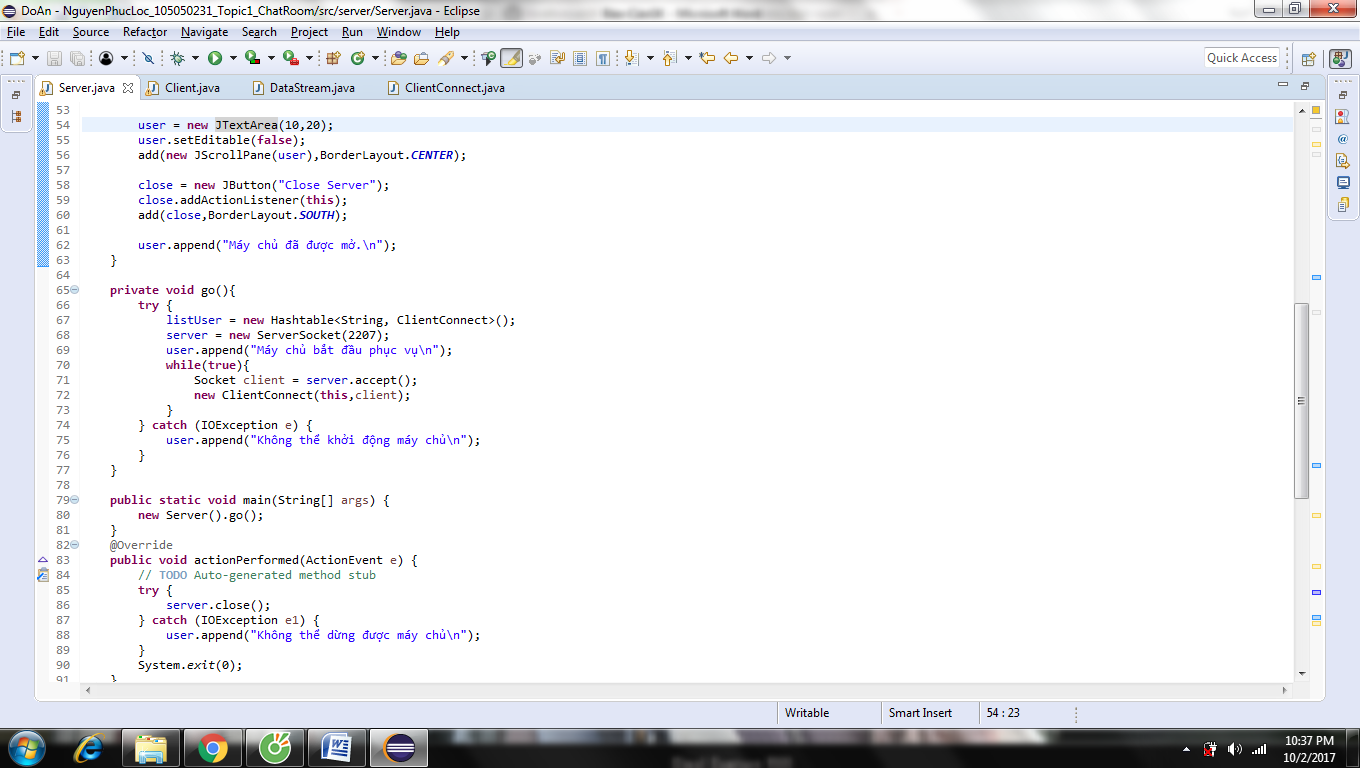 DoAn - NguyenPhucLoc_105050231_Topic1_ChatRoom/src/server/Server.java - Eclipse
File Edit Source Refactor Navigate Search Project Run Window Help
Quick Access
Server.java Client.java DataStream.java ClientConnect.java
53
54 user = new JTextArea(10,20);
55 user.setEditable(false);
56 add(new JScrollPane(user),BorderLayout.CENTER);
57
58 close = new JButton("Close Server");
59 close.addActionListener(this);
60 add(close,BorderLayout.SOUTH);
61
62 user.append("Máy chủ đã được mở.\n");
63 }
64
65 private void go(){
66 try {
67 listUser = new Hashtable<String, ClientConnect>();
68 server = new ServerSocket(2207);
69 user.append("Máy chủ bắt đầu phục vụ\n");
70 while(true){
71 Socket client = server.accept();
72 new ClientConnect(this,client);
73 }
74 } catch (IOException e) {
75 user.append("Không thể khởi động máy chủ\n");
76 }
77 }
78
79 public static void main(String[] args) {
80 new Server().go();
81 }
82 @Override
83 public void actionPerformed(ActionEvent e) {
84 // TODO Auto-generated method stub
85 try {
86 server.close();
87 } catch (IOException e1) {
88 user.append("Không thể dừng được máy chủ\n");
89 }
90 System.exit(0);
91 }
Writable Smart Insert 54 : 23
10:37 PM
10/2/2017